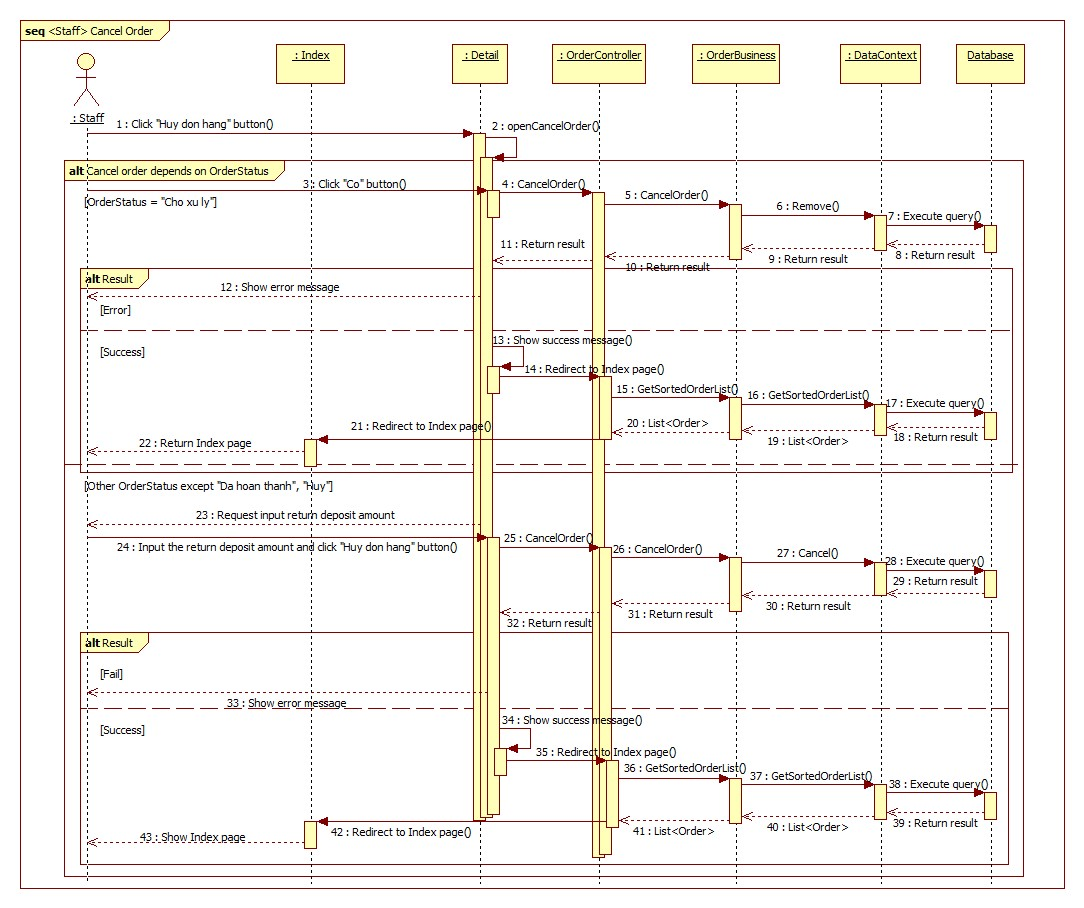 seq <Staff> Cancel Order
: Index
: Detail
: OrderController
: OrderBusiness
: DataContext
Database
: Staff
1 : Click "Huy don hang" button()
2 : openCancelOrder()
alt Cancel order depends on OrderStatus
3 : Click "Co" button()
4 : CancelOrder()
5 : CancelOrder()
[OrderStatus = "Cho xu ly"]
6 : Remove()
7 : Execute query()
11 : Return result
10 : Return result
9 : Return result
8 : Return result
alt Result
12 : Show error message
[Error]
13 : Show success message()
[Success]
14 : Redirect to Index page()
15 : GetSortedOrderList()
16 : GetSortedOrderList()
17 : Execute query()
21 : Redirect to Index page()
20 : List<Order>
19 : List<Order>
18 : Return result
22 : Return Index page
[Other OrderStatus except "Da hoan thanh", "Huy"]
23 : Request input return deposit amount
24 : Input the return deposit amount and click "Huy don hang" button()
25 : CancelOrder()
26 : CancelOrder()
27 : Cancel()
28 : Execute query()
29 : Return result
30 : Return result
31 : Return result
32 : Return result
alt Result
[Fail]
33 : Show error message
[Success]
34 : Show success message()
35 : Redirect to Index page()
36 : GetSortedOrderList()
37 : GetSortedOrderList()
38 : Execute query()
43 : Show Index page
42 : Redirect to Index page()
41 : List<Order>
40 : List<Order>
39 : Return result